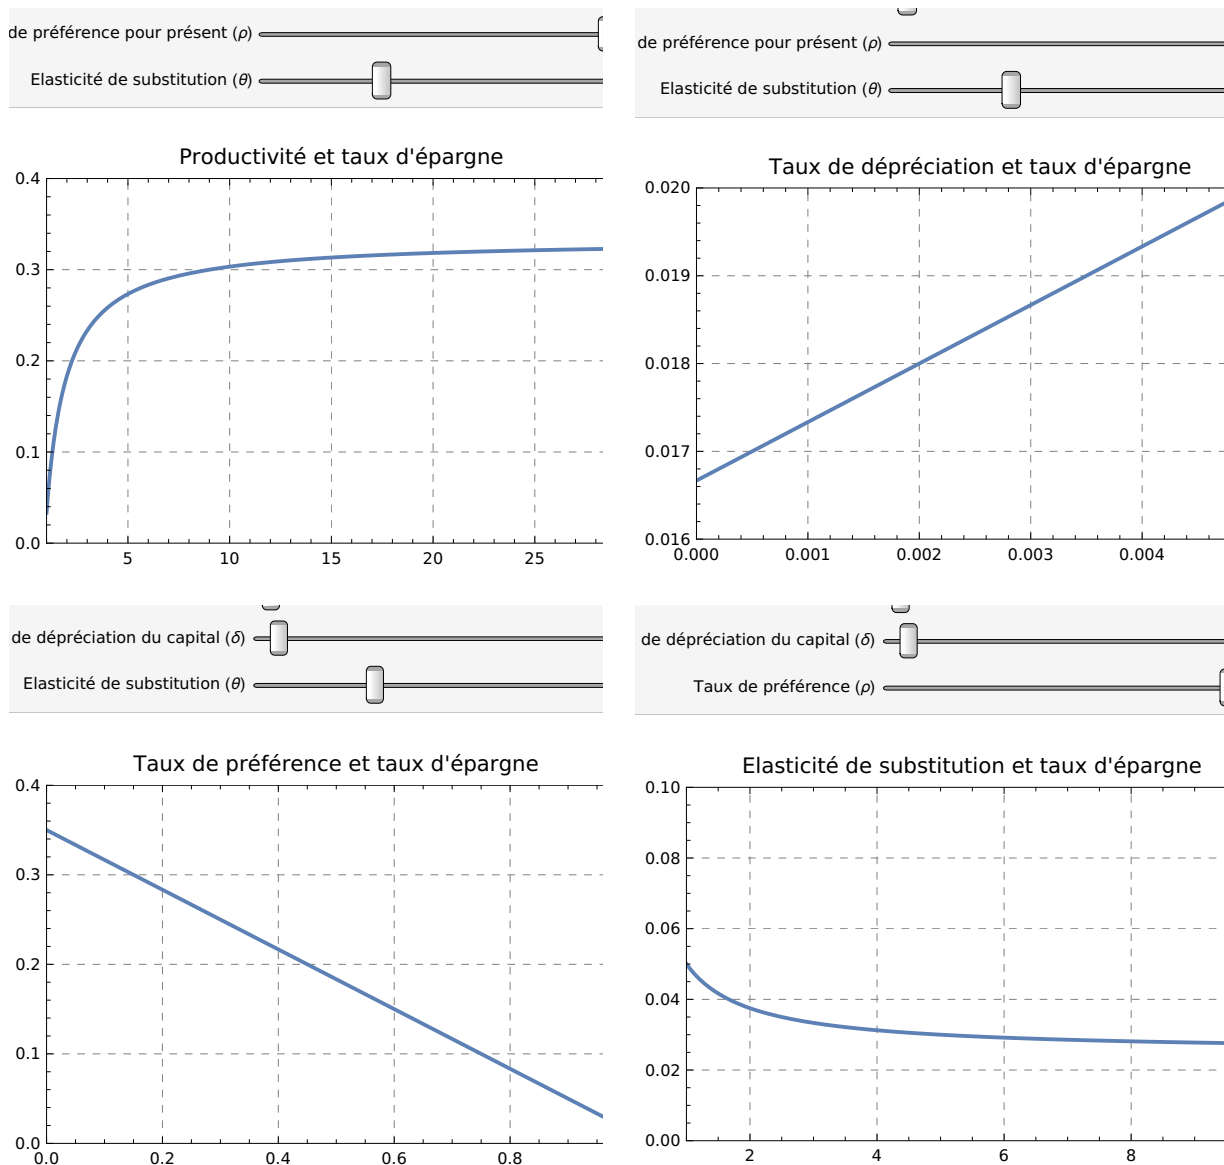 de préférence pour présent (ρ)
Elasticité de substitution (θ)
Productivité et taux d'épargne
0.4
0.3
0.2
0.1
0.0
5 10 15 20 25
de préférence pour présent (ρ)
Elasticité de substitution (θ)
Taux de dépréciation et taux d'épargne
0.020
0.019
0.018
0.017
0.016
0.000 0.001 0.002 0.003 0.004
de dépréciation du capital (δ)
Elasticité de substitution (θ)
Taux de préférence et taux d'épargne
0.4
0.3
0.2
0.1
0.0
0.0 0.2 0.4 0.6 0.8
de dépréciation du capital (δ)
Taux de préférence (ρ)
Elasticité de substitution et taux d'épargne
0.10
0.08
0.06
0.04
0.02
0.00
2 4 6 8